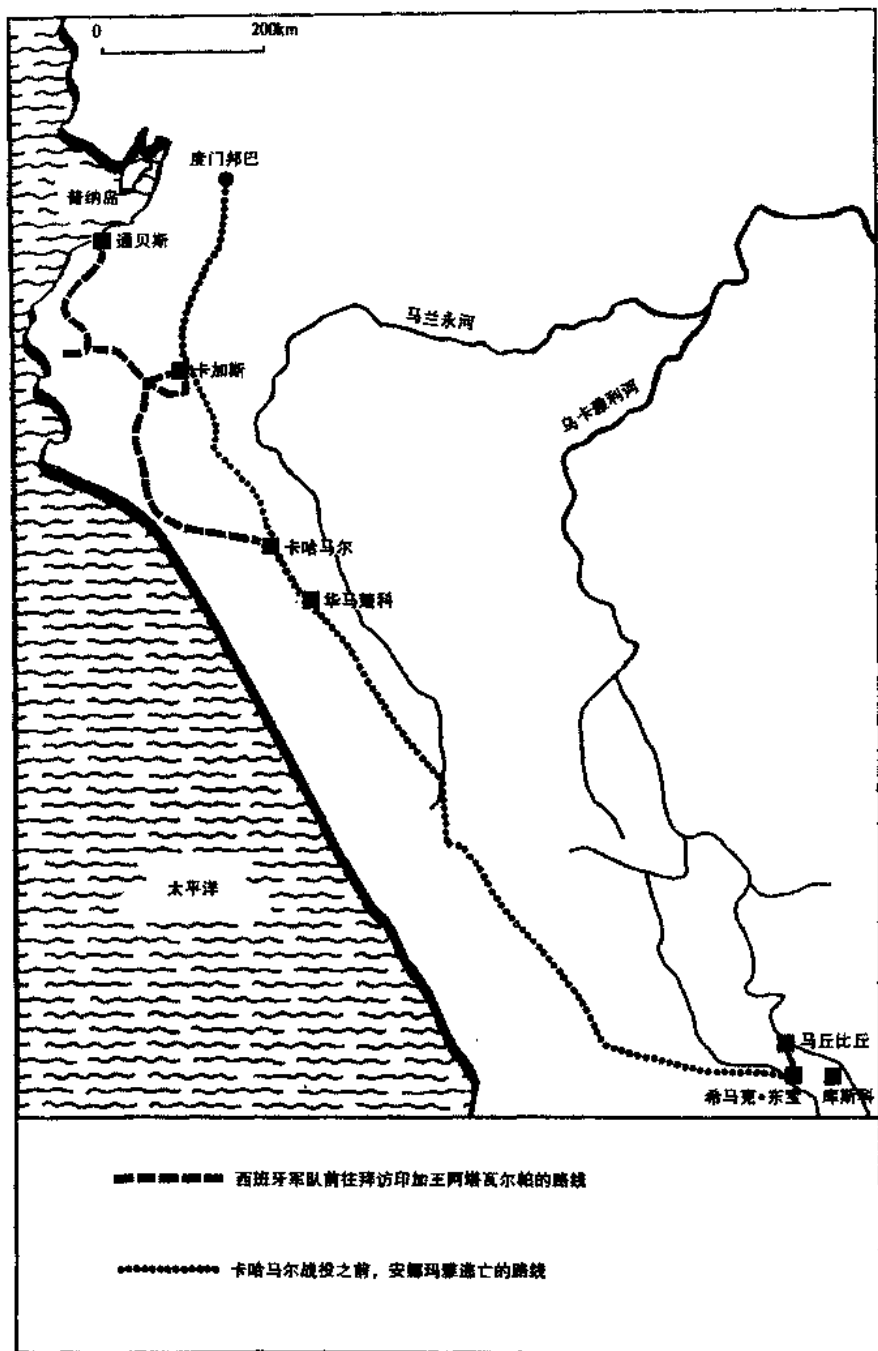 0 200km
度门邦巴
普纳岛
通贝斯
马兰永河
卡加斯
乌卡雅利河
卡哈马尔
华马楚科
太平洋
马丘比丘
希马克·东宝 库斯科
西班牙军队前往拜访印加王阿塔瓦尔帕的路线
卡哈马尔战役之前，安娜玛雅逃亡的路线